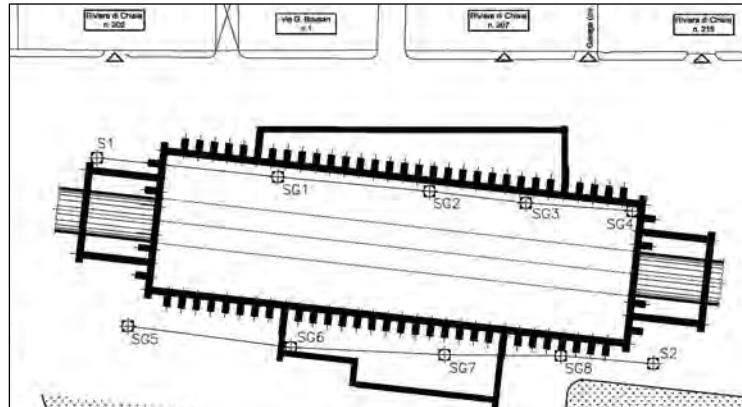 Riviera di Chiaia
n. 202
via G. Bausan
n.1
Riviera di Chiaia
n. 207
Riviera di Chiaia
n. 215
S1
SG1
SG2
SG3
SG4
SG5
SG6
SG7
SG8
S2